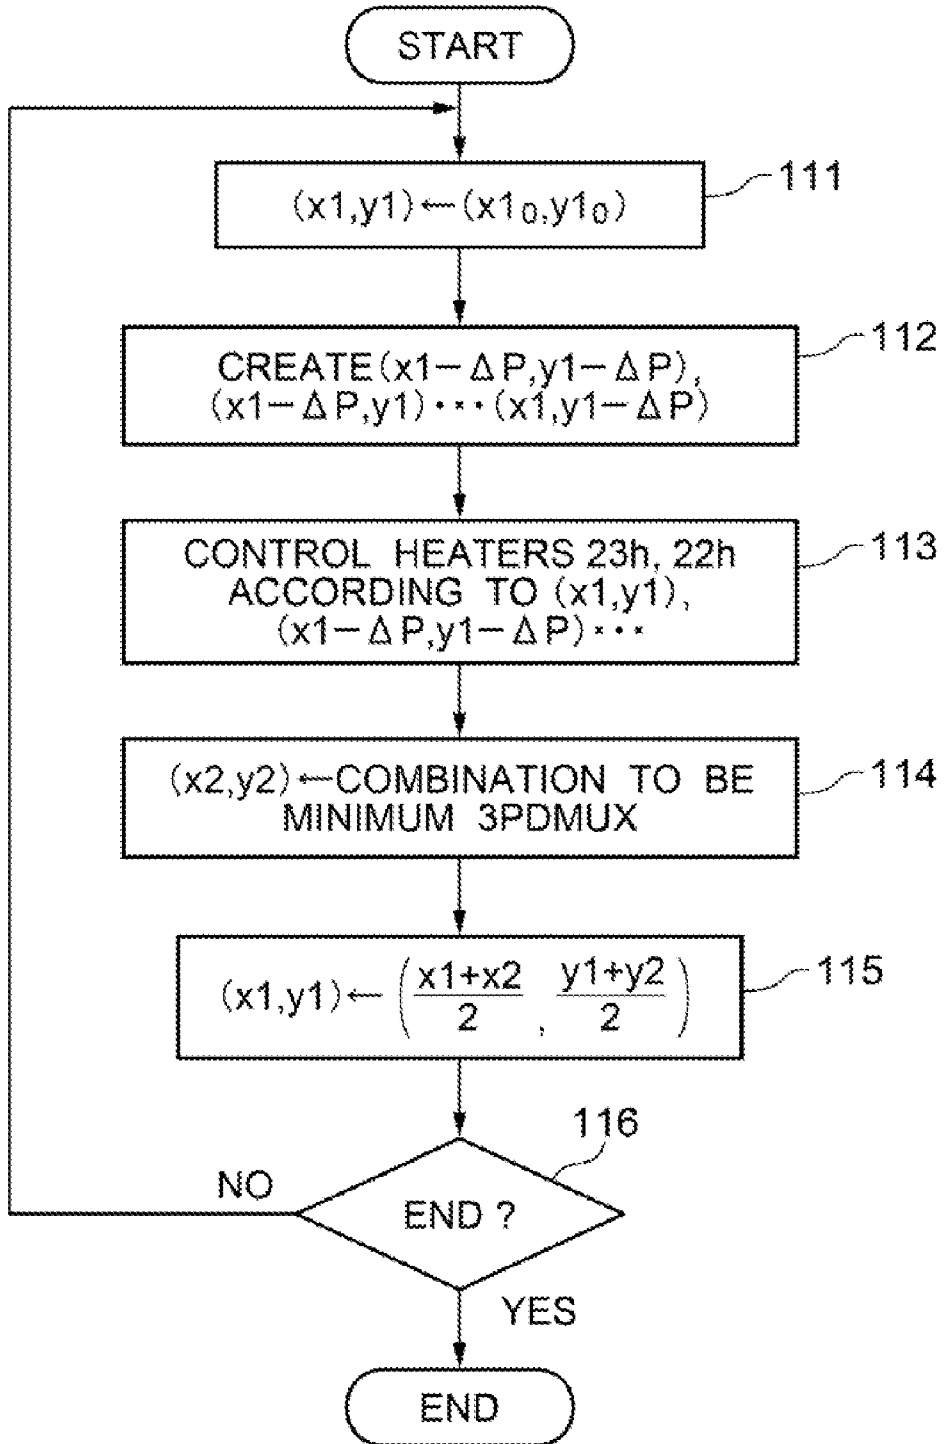 START
(x1,y1)←(x1₀,y1₀)
111
CREATE(x1−ΔP,y1−ΔP),
(x1−ΔP,y1)･･･(x1,y1−ΔP)
112
CONTROL HEATERS 23h, 22h
ACCORDING TO (x1,y1),
(x1−ΔP,y1−ΔP)･･･
113
(x2,y2)←COMBINATION TO BE
MINIMUM 3PDMUX
114
(x1,y1)←(x1+x2/2 , y1+y2/2)
115
116
NO
END ?
YES
END